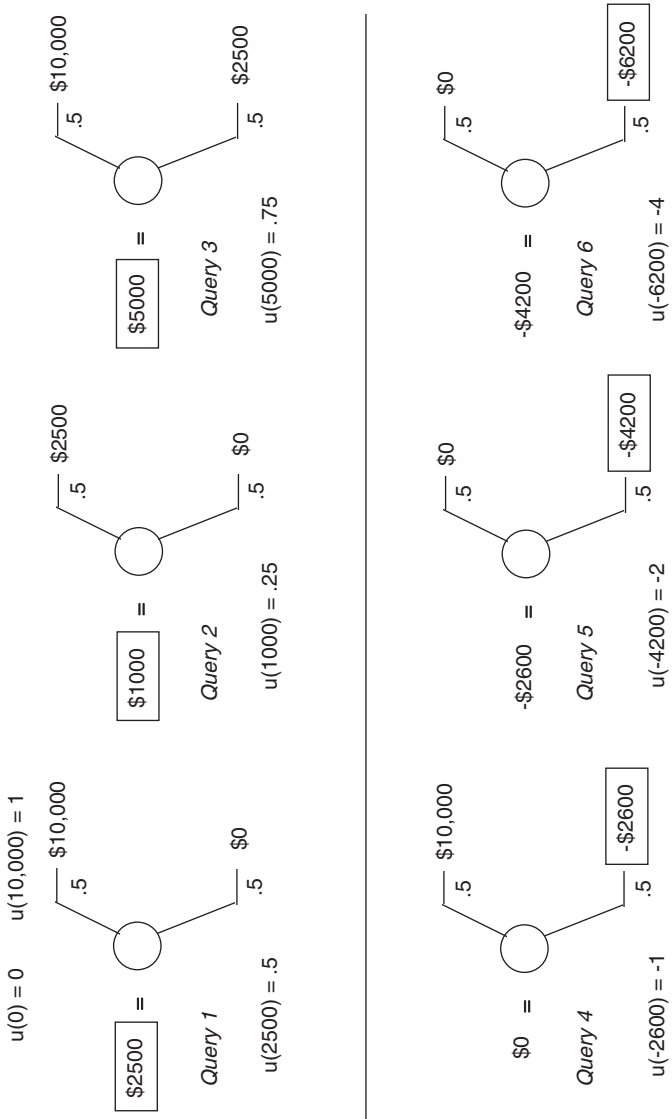 u(0) = 0 u(10,000) = 1
$10,000
.5
$2500 =
.5
$0
Query 1
u(2500) = .5
$2500
.5
$1000 =
.5
$0
Query 2
u(1000) = .25
$10,000
.5
$5000 =
.5
$2500
Query 3
u(5000) = .75
$10,000
.5
$0 =
.5
-$2600
Query 4
u(-2600) = -1
$0
.5
-$2600 =
.5
-$4200
Query 5
u(-4200) = -2
$0
.5
-$4200 =
.5
-$6200
Query 6
u(-6200) = -4